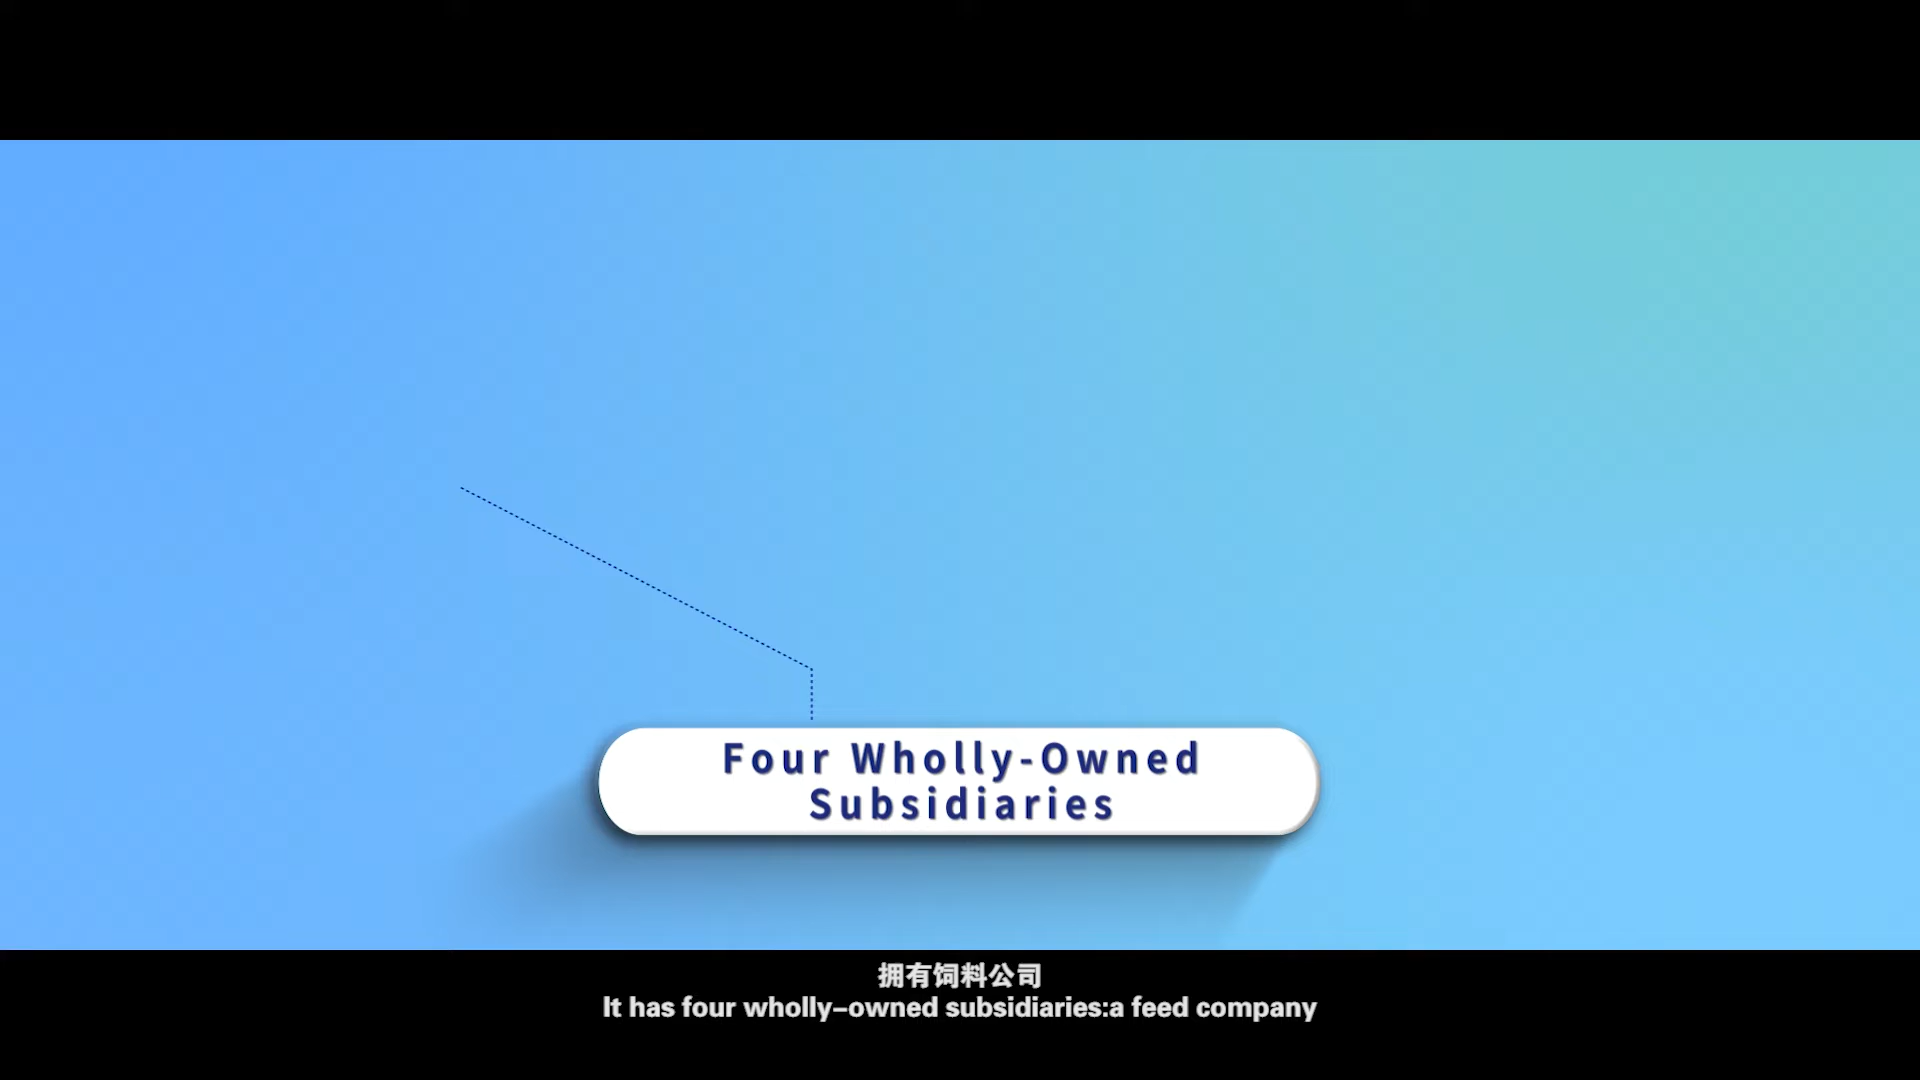 Four Wholly-Owned
Subsidiaries
拥有饲料公司
It has four wholly-owned subsidiaries:a feed company